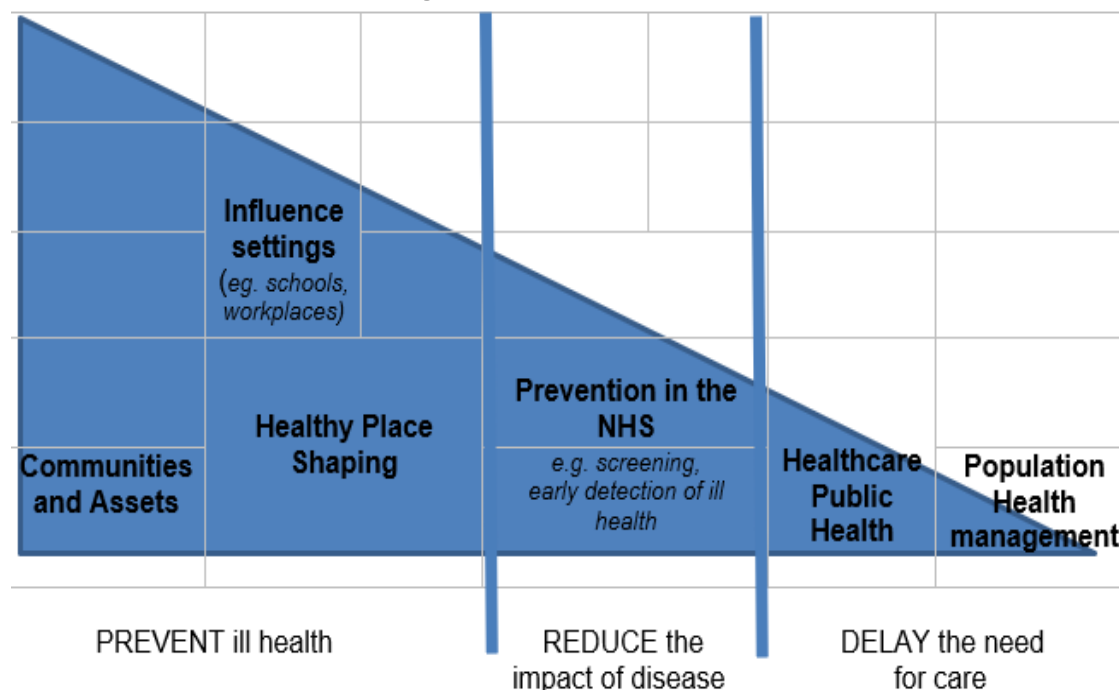 Influence
settings
(eg. schools,
workplaces)
Healthy Place
Shaping
Communities
and Assets
Prevention in the
NHS
e.g. screening,
early detection of ill
health
Healthcare
Public
Health
Population
Health
management
PREVENT ill health
REDUCE the
impact of disease
DELAY the need
for care